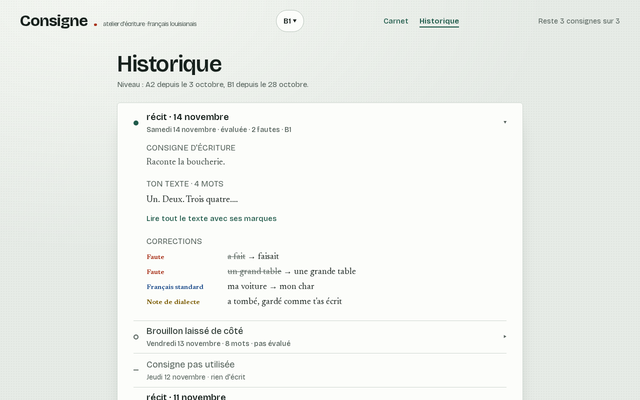 Consigne. atelier d'écriture · français louisianais
B1 ▾
Carnet Historique
Reste 3 consignes sur 3
Historique
Niveau : A2 depuis le 3 octobre, B1 depuis le 28 octobre.
récit · 14 novembre
Samedi 14 novembre · évaluée · 2 fautes · B1
CONSIGNE D'ÉCRITURE
Raconte la boucherie.
TON TEXTE · 4 MOTS
Un. Deux. Trois quatre....
Lire tout le texte avec ses marques
CORRECTIONS
Faute a fait → faisait
Faute un grand table → une grande table
Français standard ma voiture → mon char
Note de dialecte a tombé, gardé comme t'as écrit
Brouillon laissé de côté
Vendredi 13 novembre · 8 mots · pas évalué
Consigne pas utilisée
Jeudi 12 novembre · rien d'écrit
récit · 11 novembre